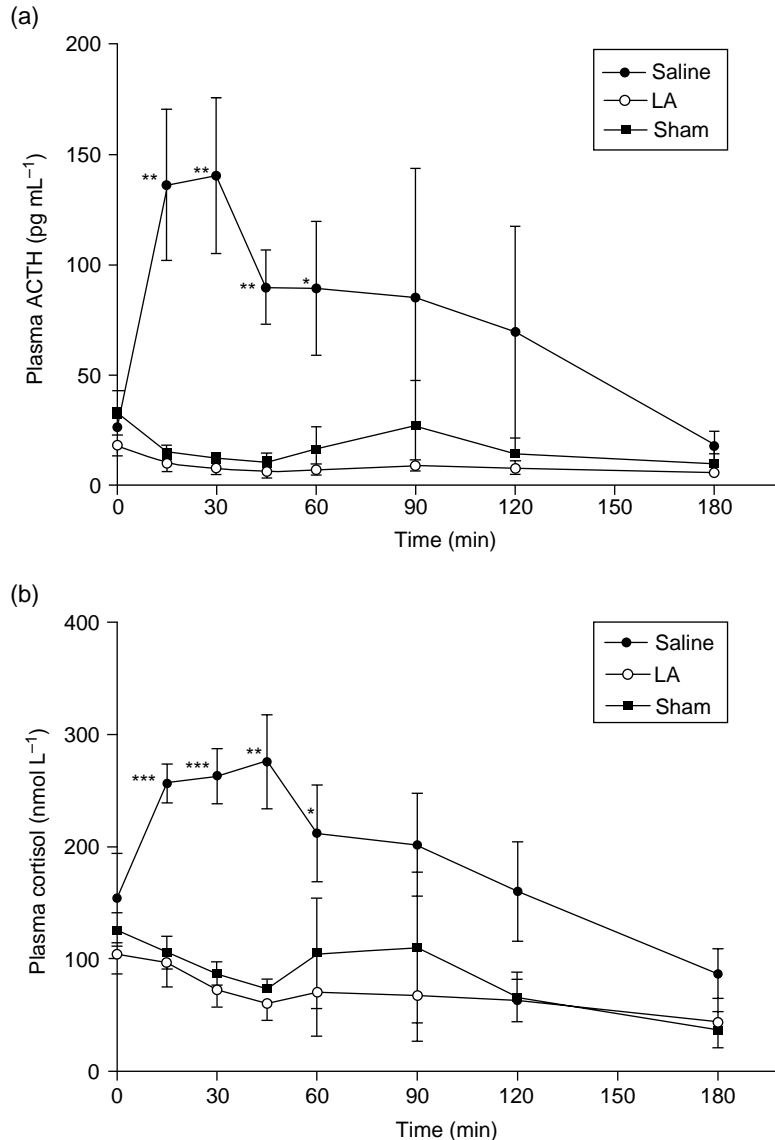 (a)
200
150
100
50
0
Plasma ACTH (pg mL⁻¹)
Saline
LA
Sham
**
**
**
*
0 30 60 90 120 150 180
Time (min)
(b)
400
300
200
100
0
Plasma cortisol (nmol L⁻¹)
Saline
LA
Sham
***
***
**
*
0 30 60 90 120 150 180
Time (min)